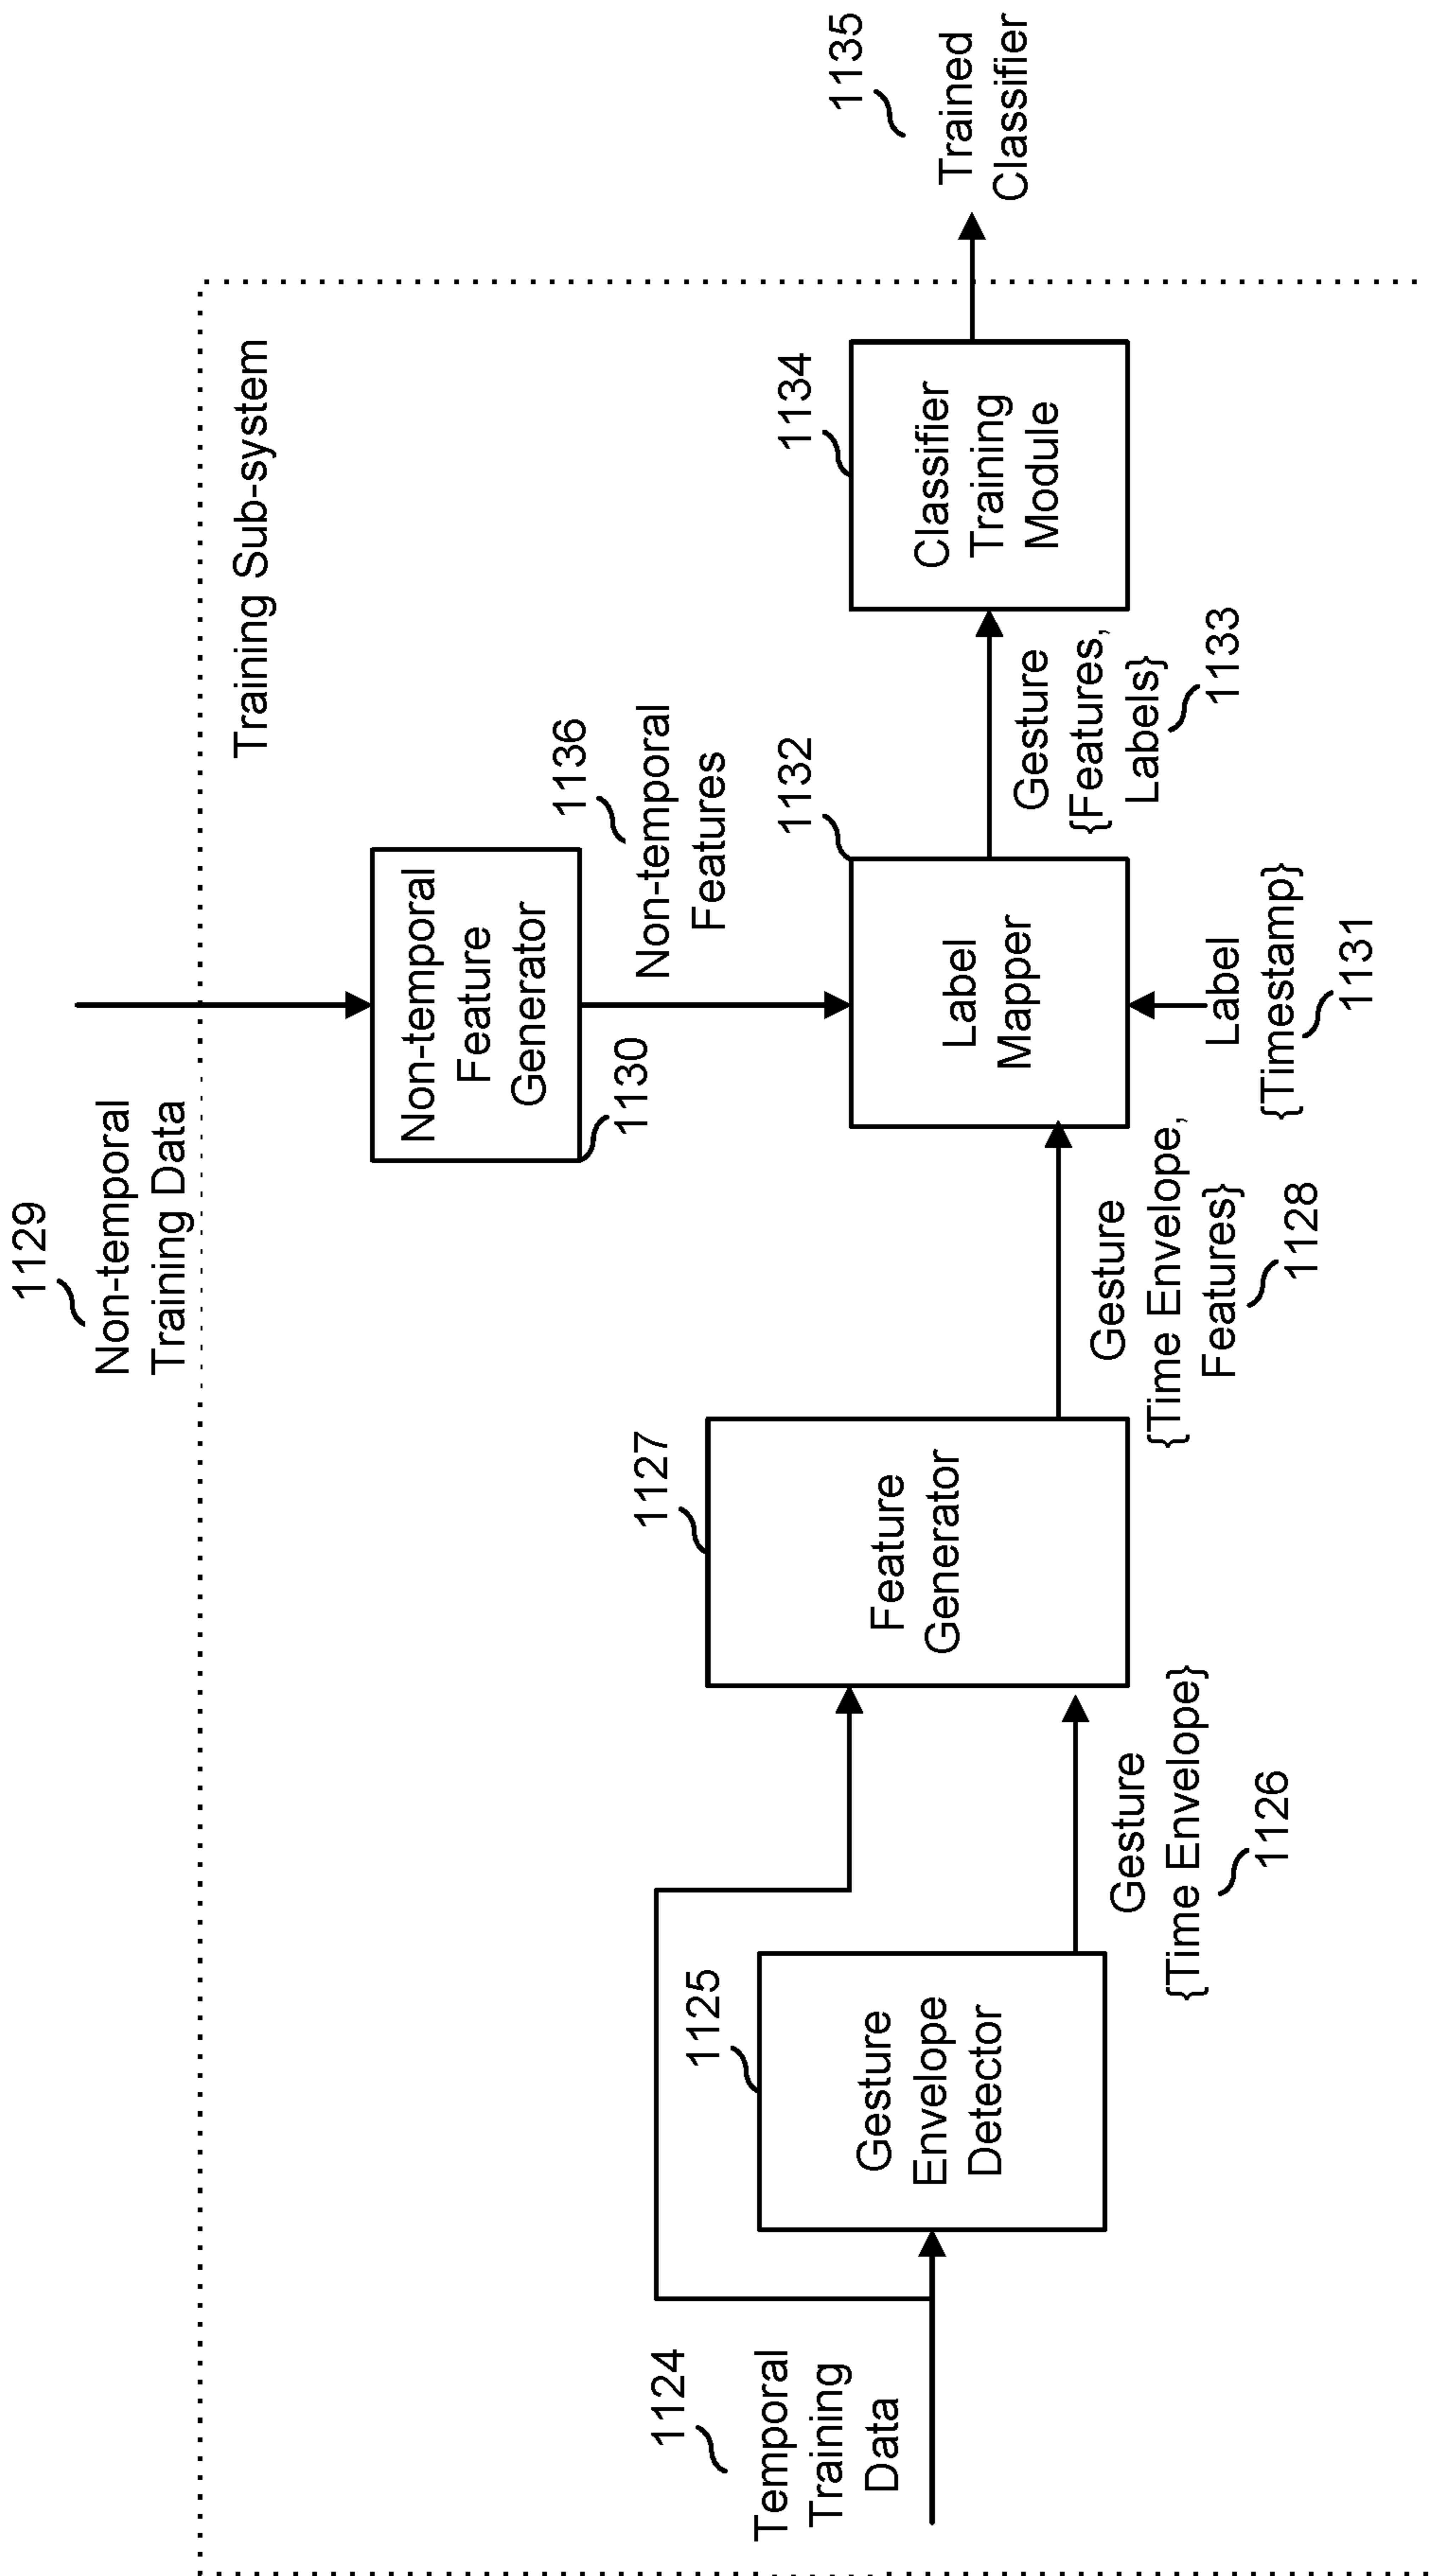 1129
Non-temporal
Training Data
Training Sub-system
Non-temporal
Feature
Generator
1130
1136
Non-temporal
Features
1124
Temporal
Training
Data
1125
Gesture
Envelope
Detector
Gesture
{Time Envelope}
1126
1127
Feature
Generator
Gesture
{Time Envelope,
Features}
1128
1132
Label
Mapper
Label
{Timestamp}
1131
Gesture
{Features,
Labels}
1133
1134
Classifier
Training
Module
1135
Trained
Classifier